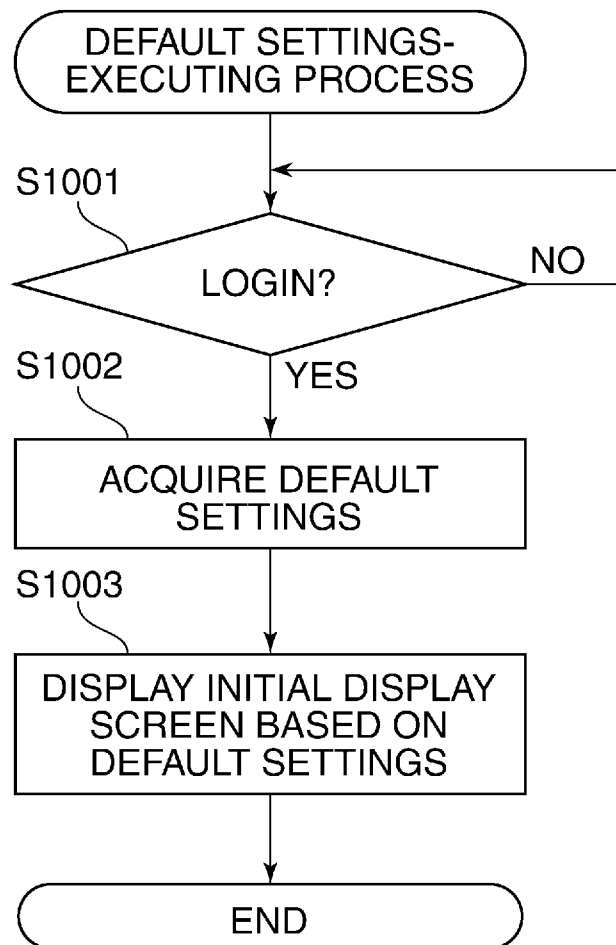 DEFAULT SETTINGS-
EXECUTING PROCESS
S1001
LOGIN?
NO
YES
S1002
ACQUIRE DEFAULT
SETTINGS
S1003
DISPLAY INITIAL DISPLAY
SCREEN BASED ON
DEFAULT SETTINGS
END